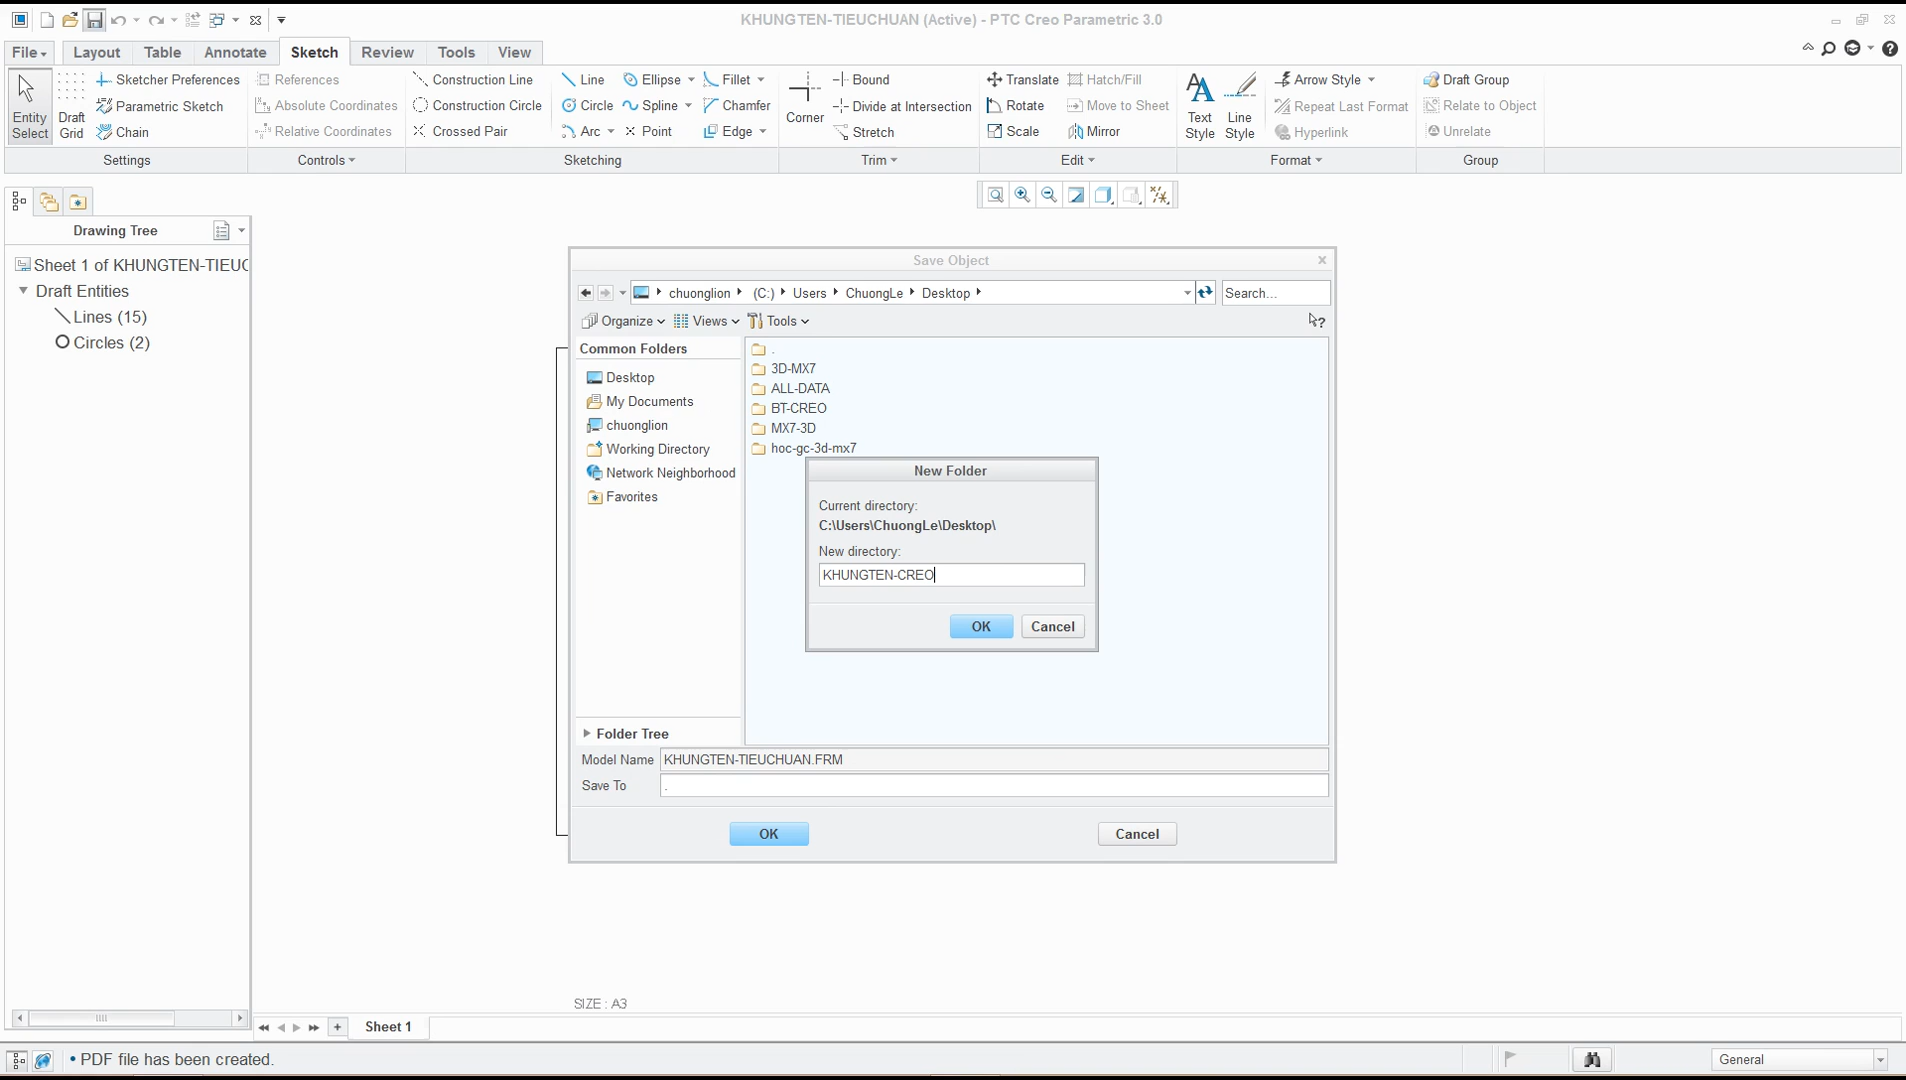 KHUNGTEN-TIEUCHUAN (Active) - PTC Creo Parametric 3.0
File Layout Table Annotate Sketch Review Tools View
Sketcher Preferences References Construction Line Line Ellipse Fillet Bound Translate Hatch/Fill Arrow Style Draft Group
Parametric Sketch Absolute Coordinates Construction Circle Circle Spline Chamfer Divide at Intersection Rotate Move to Sheet Repeat Last Format Relate to Object
Entity Select Draft Grid Chain Relative Coordinates Crossed Pair Arc Point Edge Corner Stretch Scale Mirror Text Style Line Style Hyperlink Unrelate
Settings Controls Sketching Trim Edit Format Group
Drawing Tree
Sheet 1 of KHUNGTEN-TIEUC
Draft Entities
Lines (15)
Circles (2)
Save Object
chuonglion (C:) Users ChuongLe Desktop Search...
Organize Views Tools
Common Folders
Desktop
My Documents
chuonglion
Working Directory
Network Neighborhood
Favorites
.
3D-MX7
ALL-DATA
BT-CREO
MX7-3D
hoc-gc-3d-mx7
New Folder
Current directory:
C:\Users\ChuongLe\Desktop\
New directory:
KHUNGTEN-CREO
OK Cancel
Folder Tree
Model Name KHUNGTEN-TIEUCHUAN.FRM
Save To .
OK Cancel
SIZE : A3
Sheet 1
• PDF file has been created. General